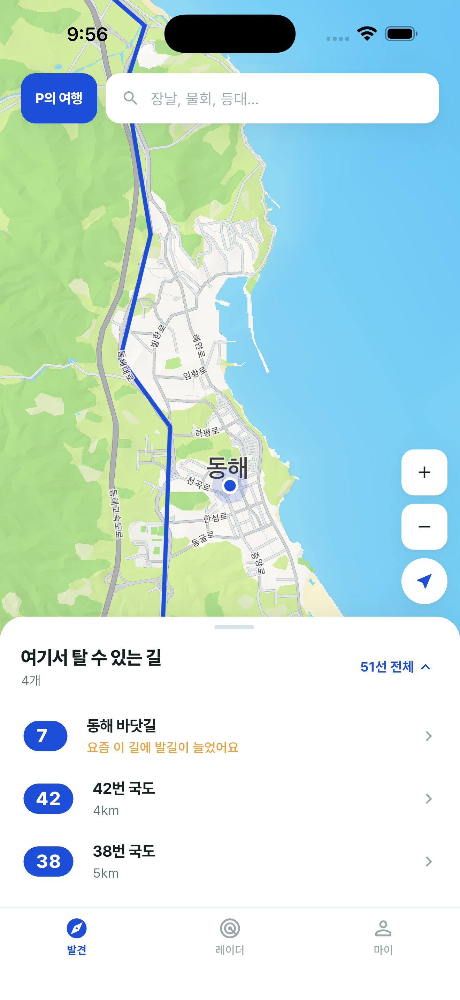 9:56
P의 여행
장날, 물회, 등대...
발한로
해안로
동해대로
임항로
하평로
동해
천곡로
동해고속도로
한섬로
동굴로
중앙로
여기서 탈 수 있는 길
4개
51선 전체
7
동해 바닷길
요즘 이 길에 발길이 늘었어요
42
42번 국도
4km
38
38번 국도
5km
발견
레이더
마이